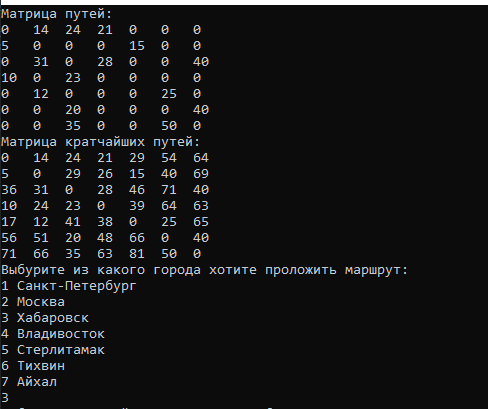 Матрица путей:
0 14 24 21 0 0 0
5 0 0 0 15 0 0
0 31 0 28 0 0 40
10 0 23 0 0 0 0
0 12 0 0 0 25 0
0 0 20 0 0 0 40
0 0 35 0 0 50 0
Матрица кратчайших путей:
0 14 24 21 29 54 64
5 0 29 26 15 40 69
36 31 0 28 46 71 40
10 24 23 0 39 64 63
17 12 41 38 0 25 65
56 51 20 48 66 0 40
71 66 35 63 81 50 0
Выбурите из какого города хотите проложить маршрут:
1 Санкт-Петербург
2 Москва
3 Хабаровск
4 Владивосток
5 Стерлитамак
6 Тихвин
7 Айхал
3